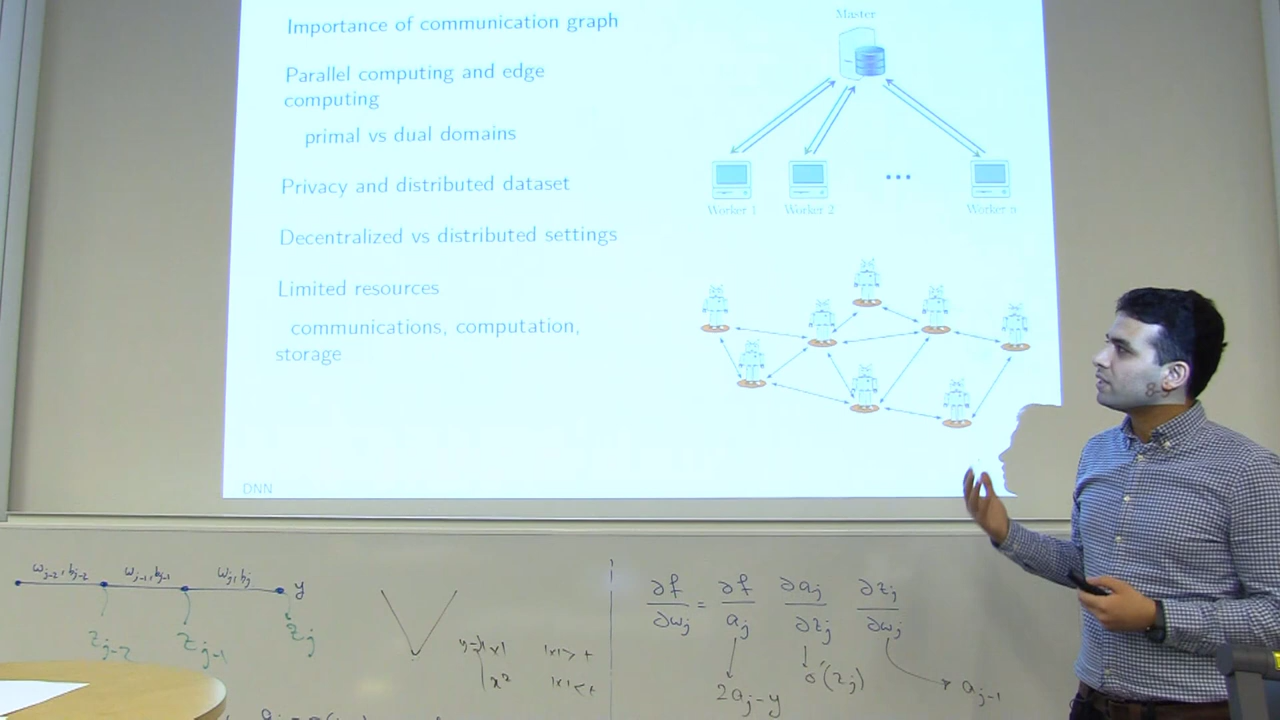 Importance of communication graph
Parallel computing and edge
computing
primal vs dual domains
Privacy and distributed dataset
Decentralized vs distributed settings
Limited resources
communications, computation,
storage
DNN
Master
Worker 1 Worker 2 ... Worker n
w_{j-2}, b_{j-2} w_{j-1}, b_{j-1} w_j, b_j y
z_{j-2} z_{j-1} z_j
|x| |x|>
x² |x|<
∂f/∂w_j = ∂f/a_j ∂a_j/∂z_j ∂z_j/∂w_j
2a_j-y σ'(z_j) a_{j-1}